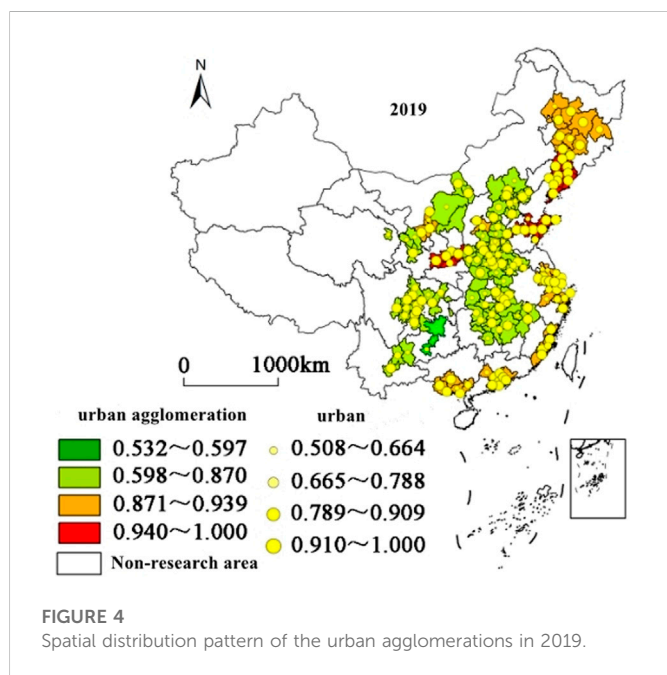 N
2019
0 1000km
urban agglomeration urban
0.532～0.597 0.508～0.664
0.598～0.870 0.665～0.788
0.871～0.939 0.789～0.909
0.940～1.000 0.910～1.000
Non-research area
FIGURE 4
Spatial distribution pattern of the urban agglomerations in 2019.